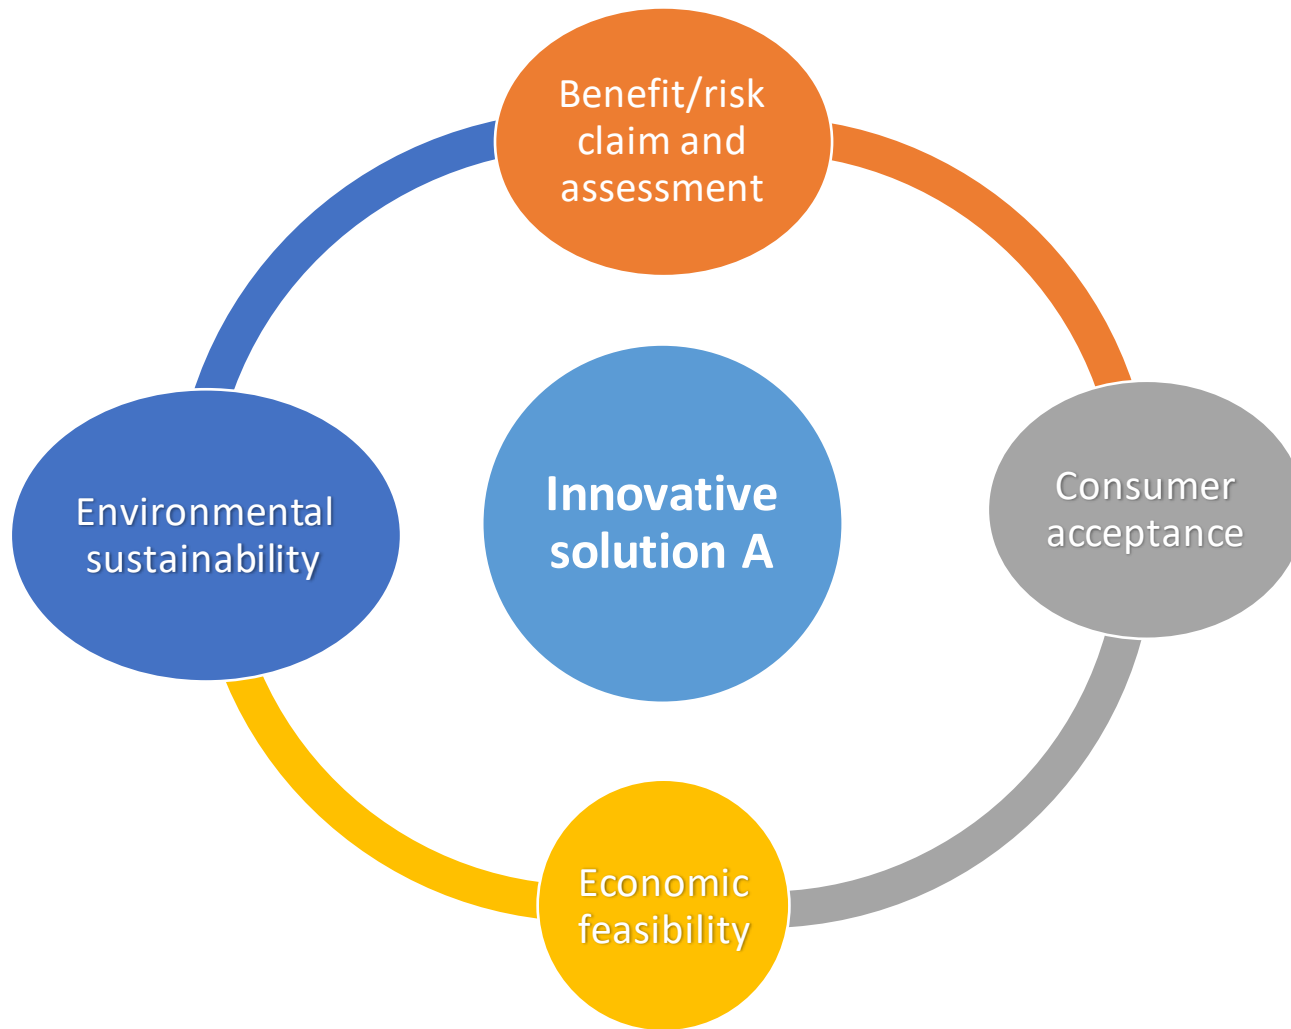 Benefit/risk
claim and
assessment
Environmental
sustainability
Innovative
solution A
Consumer
acceptance
Economic
feasibility